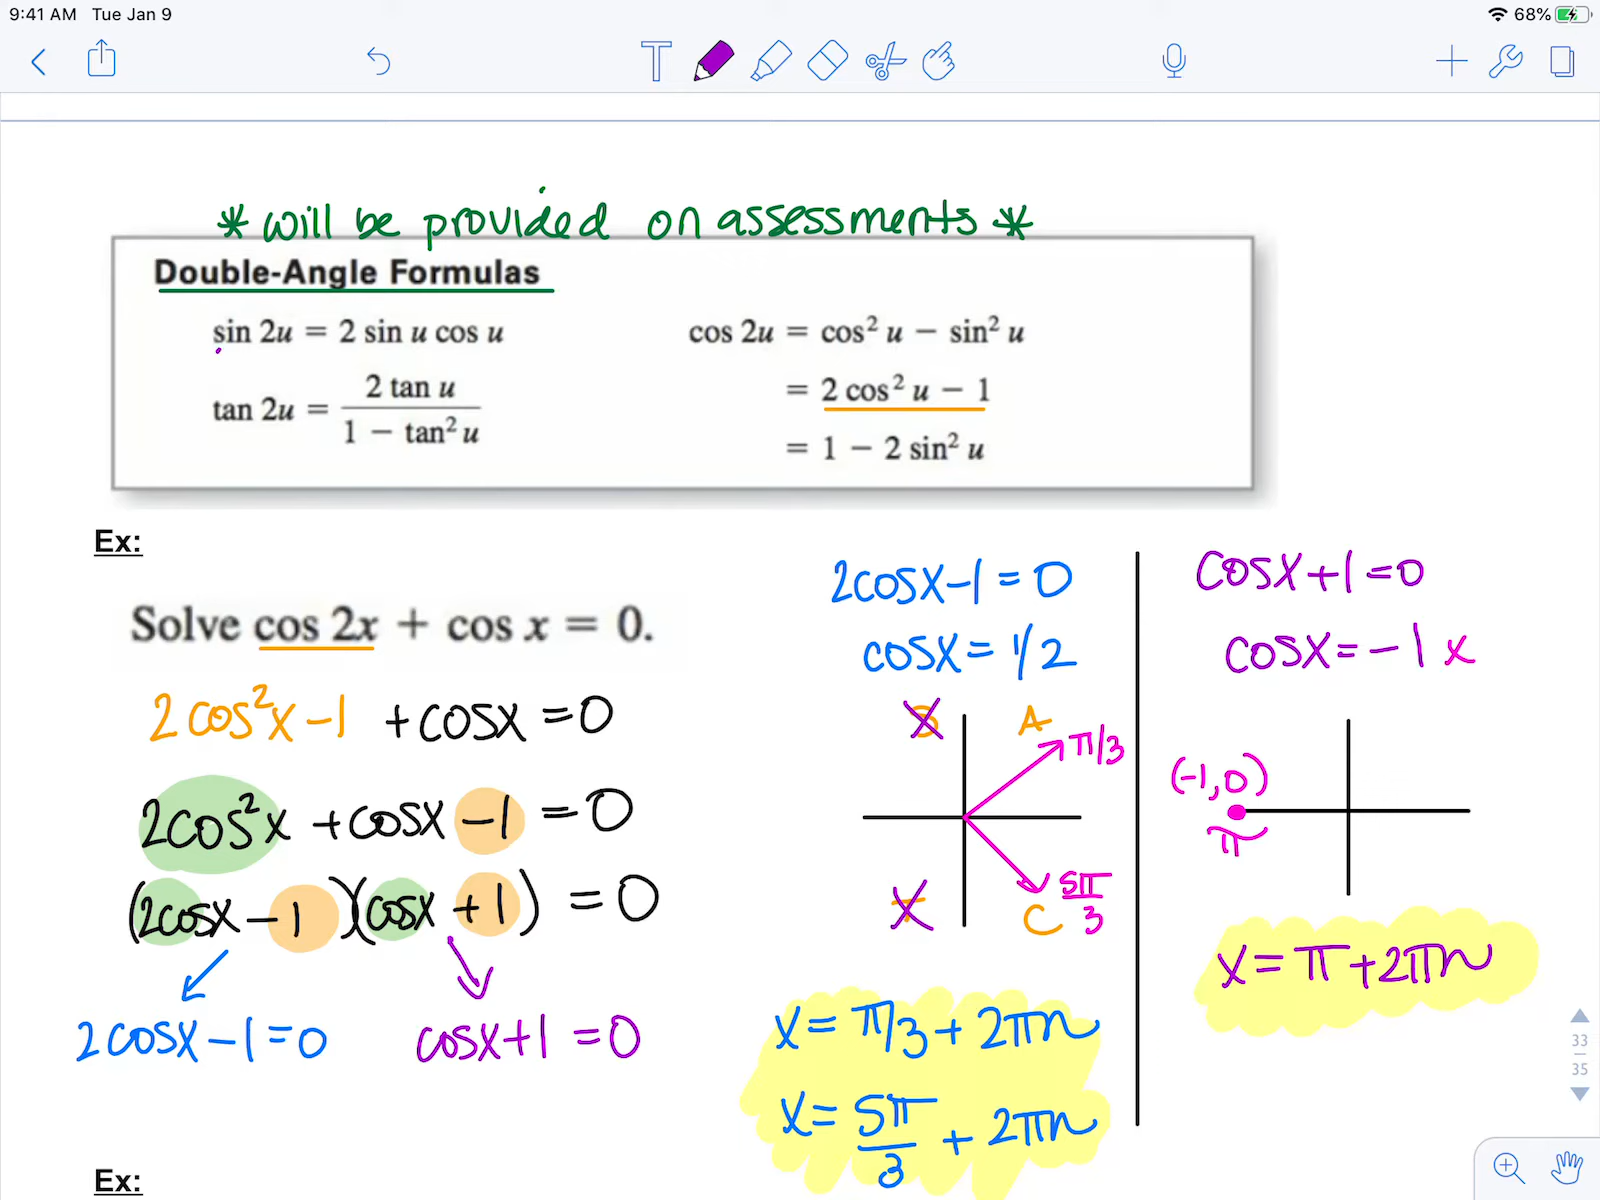 9:41 AM Tue Jan 9
68%
* will be provided on assessments *
Double-Angle Formulas
sin 2u = 2 sin u cos u
tan 2u = 2 tan u / 1 − tan² u
cos 2u = cos² u − sin² u
= 2 cos² u − 1
= 1 − 2 sin² u
Ex:
Solve cos 2x + cos x = 0.
2cos²x −1 +cosx =0
2cos²x +cosx −1 =0
(2cosx −1)(cosx +1) =0
2cosx −1=0
cosx+1 =0
2cosx−1=0
cosx= 1/2
A
π/3
5π/3
C
x= π/3+2πn
x= 5π/3 + 2πn
cosx+1=0
cosx=−1 x
(−1,0)
π
x=π+2πn
33
35
Ex: